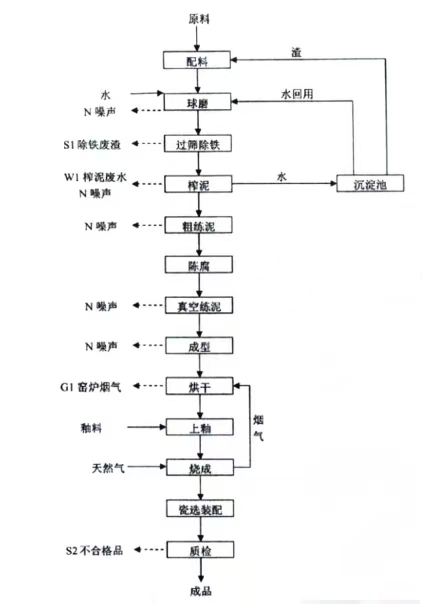 原料
渣
配料
水
水回用
N 噪声
球磨
S1 除铁废渣
过筛除铁
W1 榨泥废水
N 噪声
榨泥
水
沉淀池
N 噪声
粗练泥
陈腐
N 噪声
真空练泥
N 噪声
成型
G1 窑炉烟气
烘干
烟气
釉料
上釉
天然气
烧成
瓷选装配
S2 不合格品
质检
成品